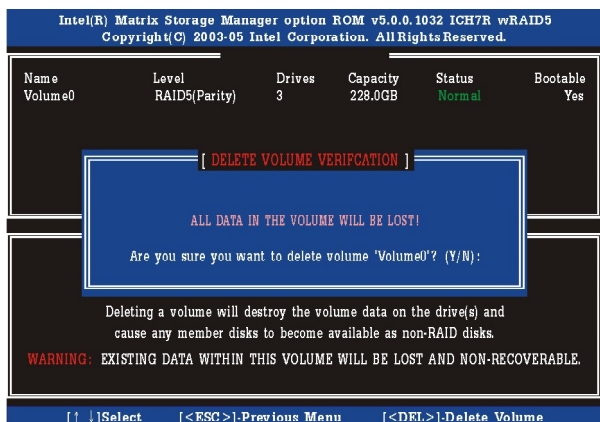 Intel(R) Matrix Storage Manager option ROM v5.0.0.1032 ICH7R wRAID5
Copyright(C) 2003-05 Intel Corporation. All Rights Reserved.
Name Level Drives Capacity Status Bootable
Volume0 RAID5(Parity) 3 228.0GB Normal Yes
[ DELETE VOLUME VERIFCATION ]
ALL DATA IN THE VOLUME WILL BE LOST!
Are you sure you want to delete volume "Volume0"? (Y/N):
Deleting a volume will destroy the volume data on the drive(s) and
cause any member disks to become available as non-RAID disks.
WARNING: EXISTING DATA WITHIN THIS VOLUME WILL BE LOST AND NON-RECOVERABLE.
[↑ ↓]Select [<ESC>]-Previous Menu [<DEL>]-Delete Volume